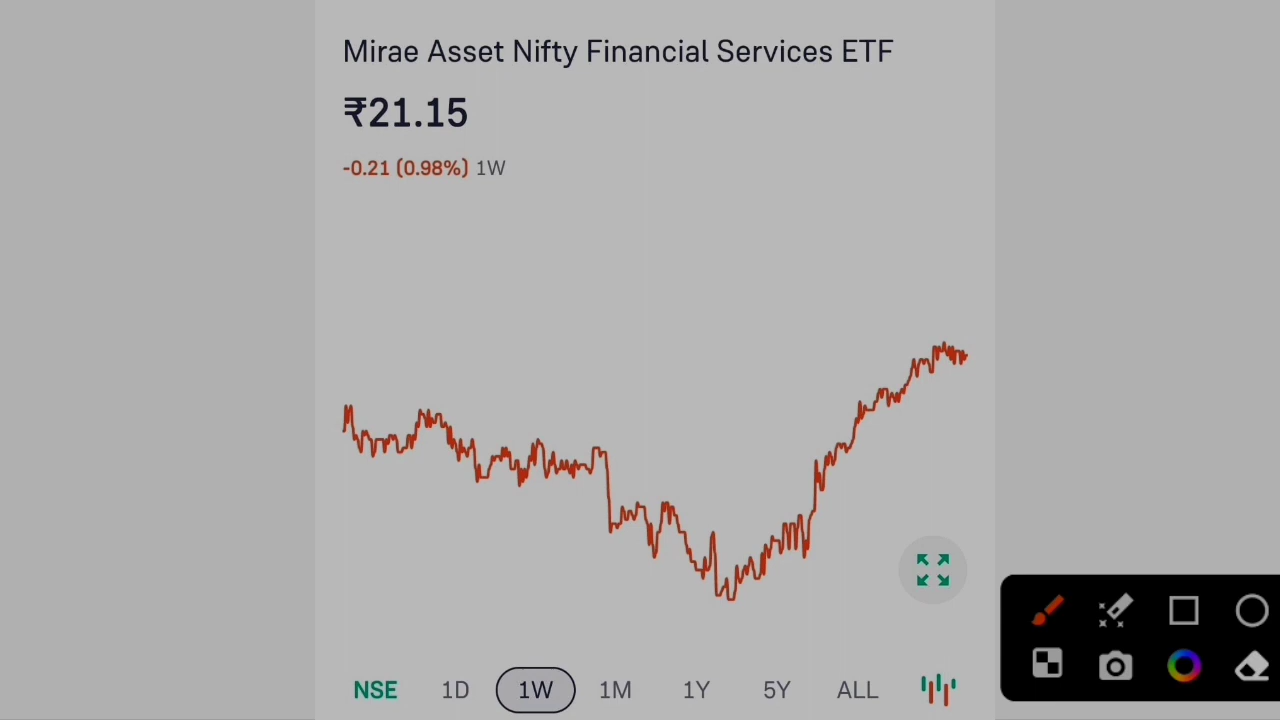 Mirae Asset Nifty Financial Services ETF
₹21.15
-0.21 (0.98%) 1W
NSE 1D 1W 1M 1Y 5Y ALL